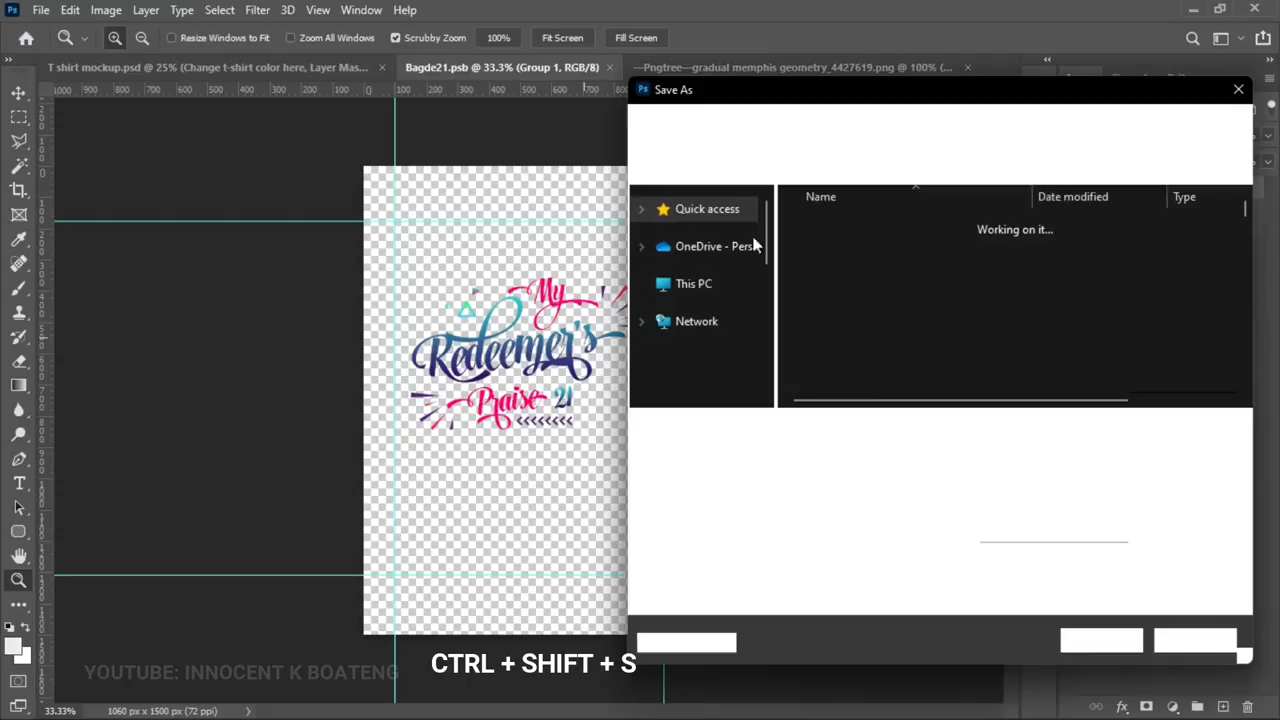 Ps File Edit Image Layer Type Select Filter 3D View Window Help
Resize Windows to Fit Zoom All Windows Scrubby Zoom 100% Fit Screen Fill Screen
T shirt mockup.psd @ 25% (Change t-shirt color here, Layer Mas... Bagde21.psb @ 33.3% (Group 1, RGB/8) —Pngtree—gradual memphis geometry_4427619.png @ 100% (...
Ps Save As
Name Date modified Type
Quick access
Working on it...
OneDrive - Pers
This PC
Network
My
Redeemer's
Praise 21
YOUTUBE: INNOCENT K BOATENG
CTRL + SHIFT + S
33.33% 1060 px x 1500 px (72 ppi)